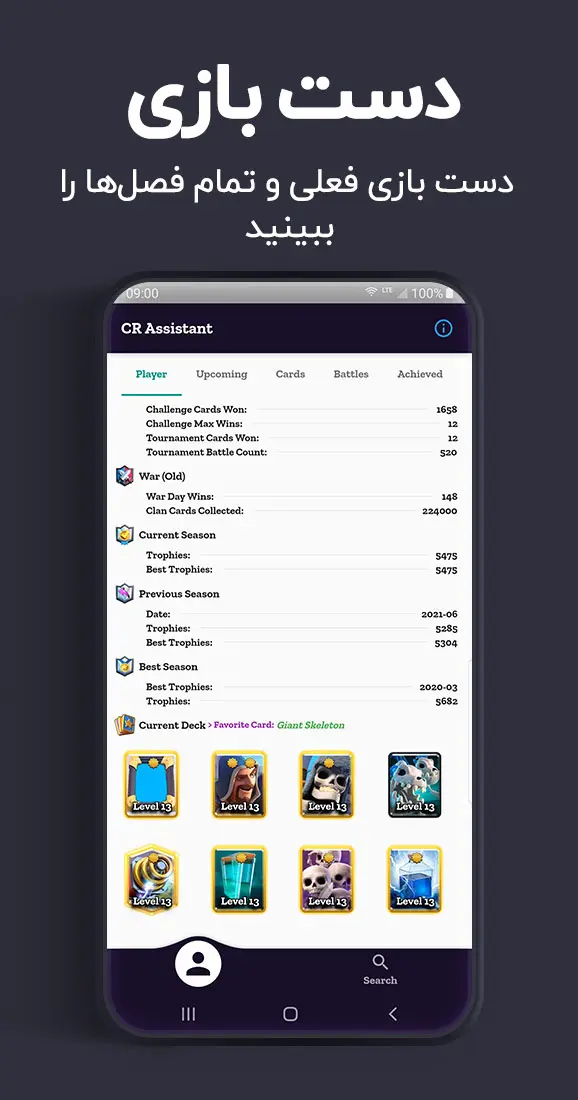 دست بازی
دست بازی فعلی و تمام فصل‌ها را
ببینید
09:00 LTE 100%
CR Assistant
Player Upcoming Cards Battles Achieved
Challenge Cards Won: 1658
Challenge Max Wins: 12
Tournament Cards Won: 12
Tournament Battle Count: 520
War (Old)
War Day Wins: 148
Clan Cards Collected: 224000
Current Season
Trophies: 5475
Best Trophies: 5475
Previous Season
Date: 2021-06
Trophies: 5285
Best Trophies: 5304
Best Season
Best Trophies: 2020-03
Trophies: 5682
Current Deck > Favorite Card: Giant Skeleton
Level 13 Level 13 Level 13 Level 13
Level 13 Level 13 Level 13 Level 13
Search